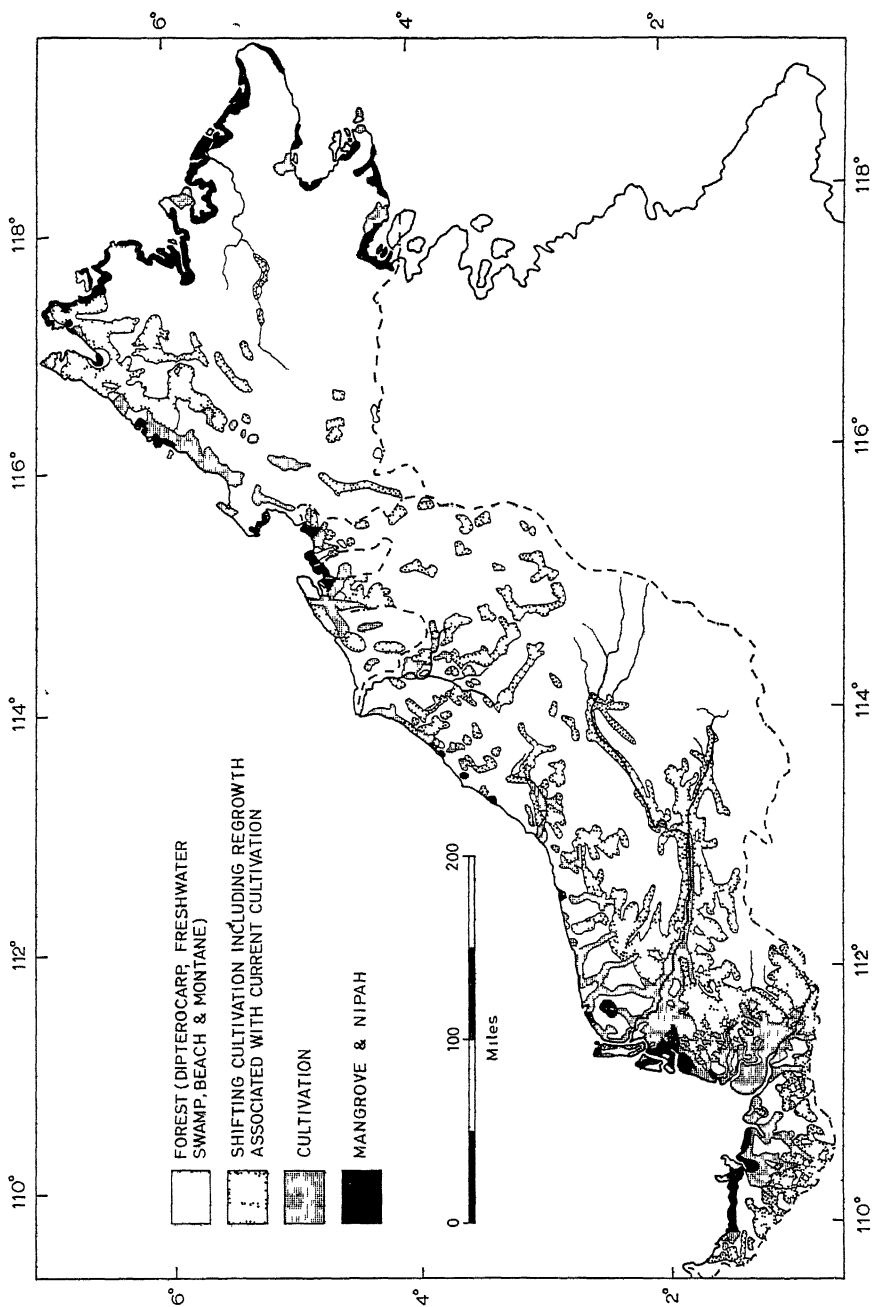 110°
112°
114°
116°
118°
6°
4°
2°
6°
4°
2°
FOREST (DIPTEROCARP, FRESHWATER
SWAMP, BEACH & MONTANE)
SHIFTING CULTIVATION INCLUDING REGROWTH
ASSOCIATED WITH CURRENT CULTIVATION
CULTIVATION
MANGROVE & NIPAH
0
100
200
Miles
110°
112°
114°
116°
118°